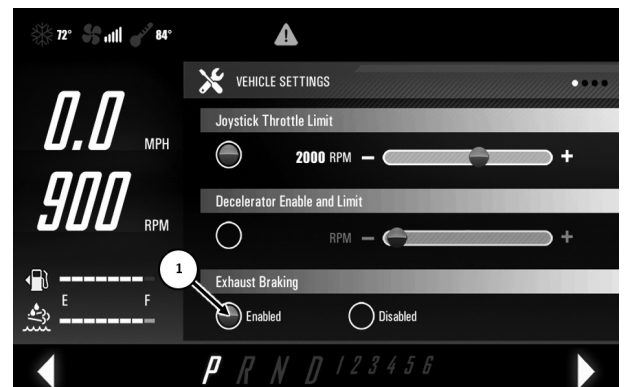 72° 84°
VEHICLE SETTINGS
0.0 MPH
900 RPM
E F
Joystick Throttle Limit
2000 RPM − +
Decelerator Enable and Limit
RPM − +
Exhaust Braking
1
Enabled Disabled
P R N D 1 2 3 4 5 6